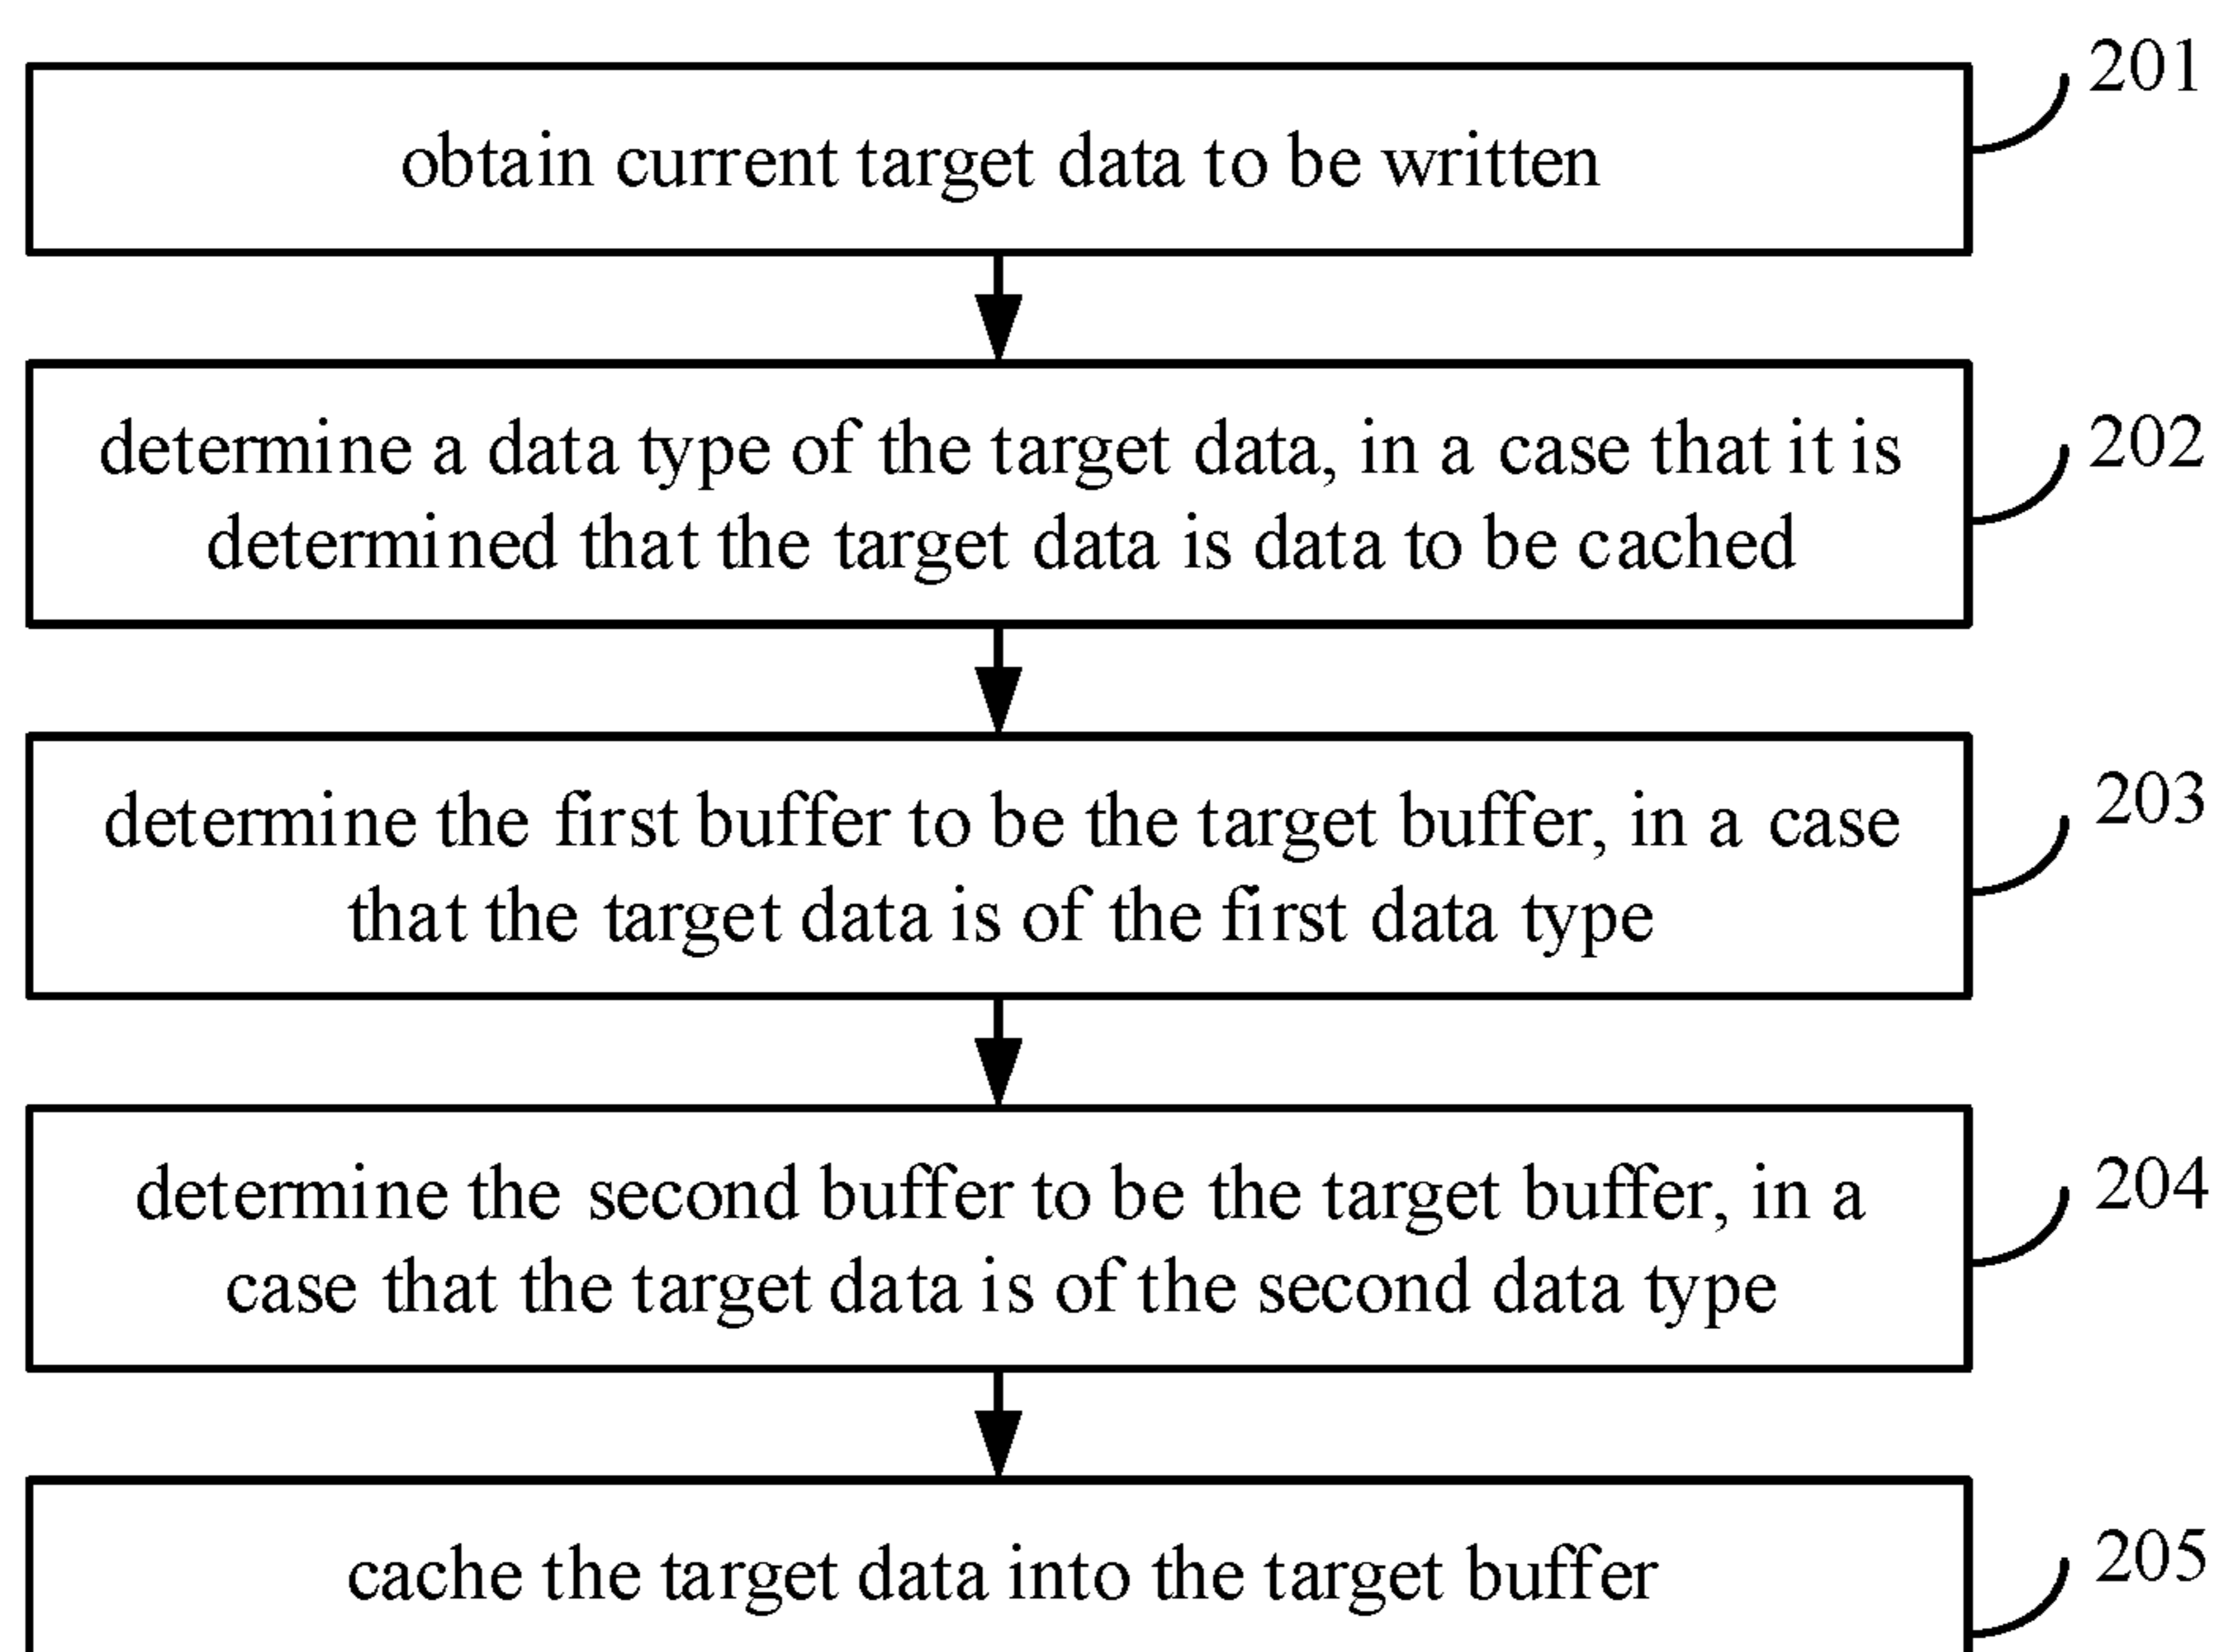 201
obtain current target data to be written
202
determine a data type of the target data, in a case that it is
determined that the target data is data to be cached
203
determine the first buffer to be the target buffer, in a case
that the target data is of the first data type
204
determine the second buffer to be the target buffer, in a
case that the target data is of the second data type
205
cache the target data into the target buffer